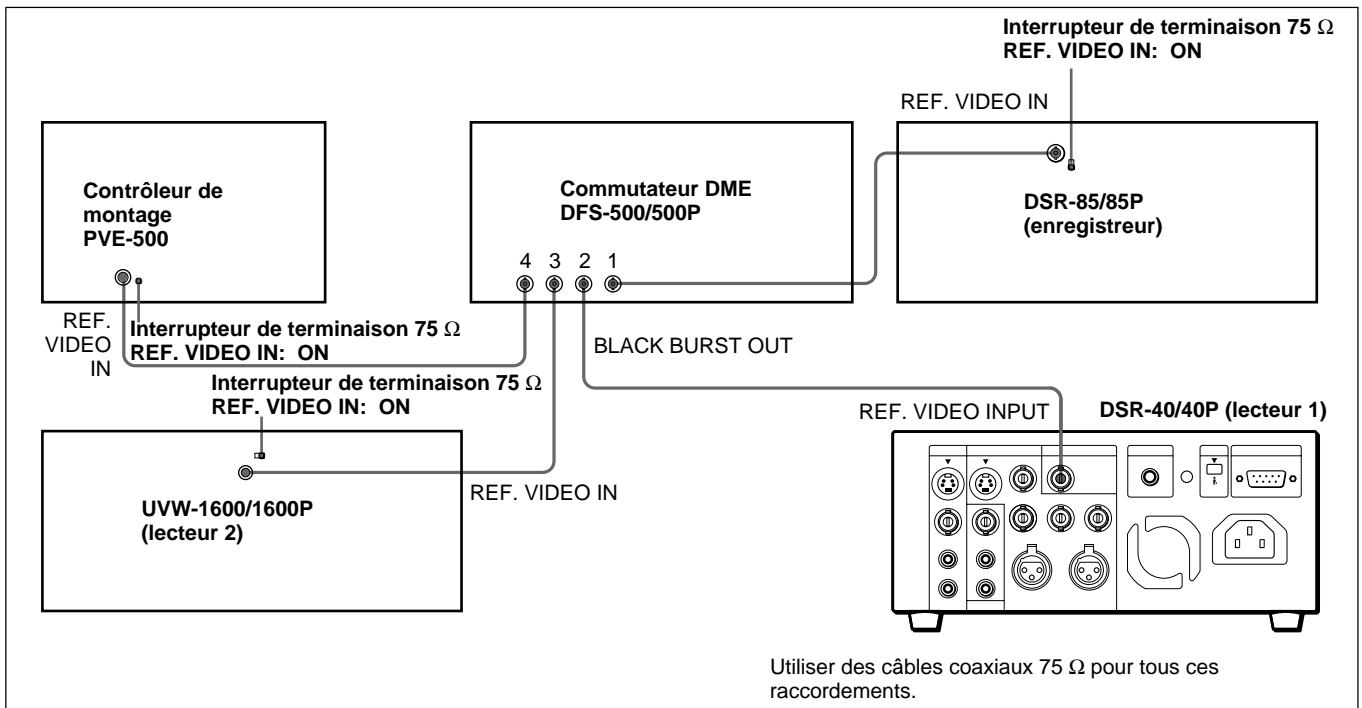 Interrupteur de terminaison 75 Ω
REF. VIDEO IN: ON
REF. VIDEO IN
Contrôleur de
montage
PVE-500
Commutateur DME
DFS-500/500P
DSR-85/85P
(enregistreur)
4 3 2 1
REF.
VIDEO
IN
Interrupteur de terminaison 75 Ω
REF. VIDEO IN: ON
BLACK BURST OUT
Interrupteur de terminaison 75 Ω
REF. VIDEO IN: ON
REF. VIDEO INPUT
DSR-40/40P (lecteur 1)
REF. VIDEO IN
UVW-1600/1600P
(lecteur 2)
Utiliser des câbles coaxiaux 75 Ω pour tous ces
raccordements.